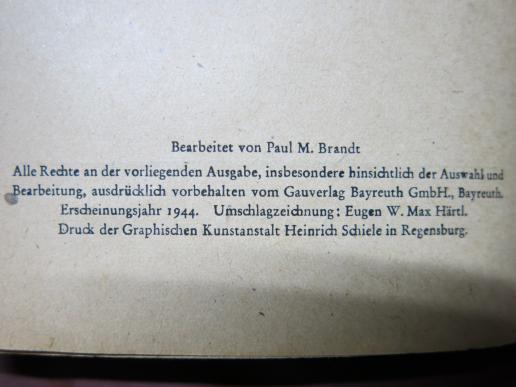 Bearbeitet von Paul M. Brandt
Alle Rechte an der vorliegenden Ausgabe, insbesondere hinsichtlich der Auswahl und
Bearbeitung, ausdrücklich vorbehalten vom Gauverlag Bayreuth GmbH., Bayreuth.
Erscheinungsjahr 1944. Umschlagzeichnung: Eugen W. Max Härtl.
Druck der Graphischen Kunstanstalt Heinrich Schiele in Regensburg.